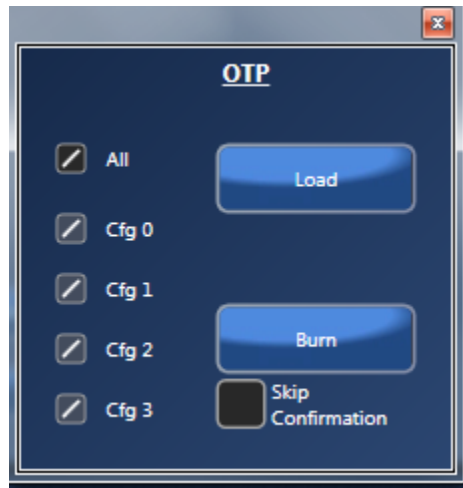 OTP
All
Load
Cfg 0
Cfg 1
Cfg 2
Burn
Cfg 3
Skip
Confirmation